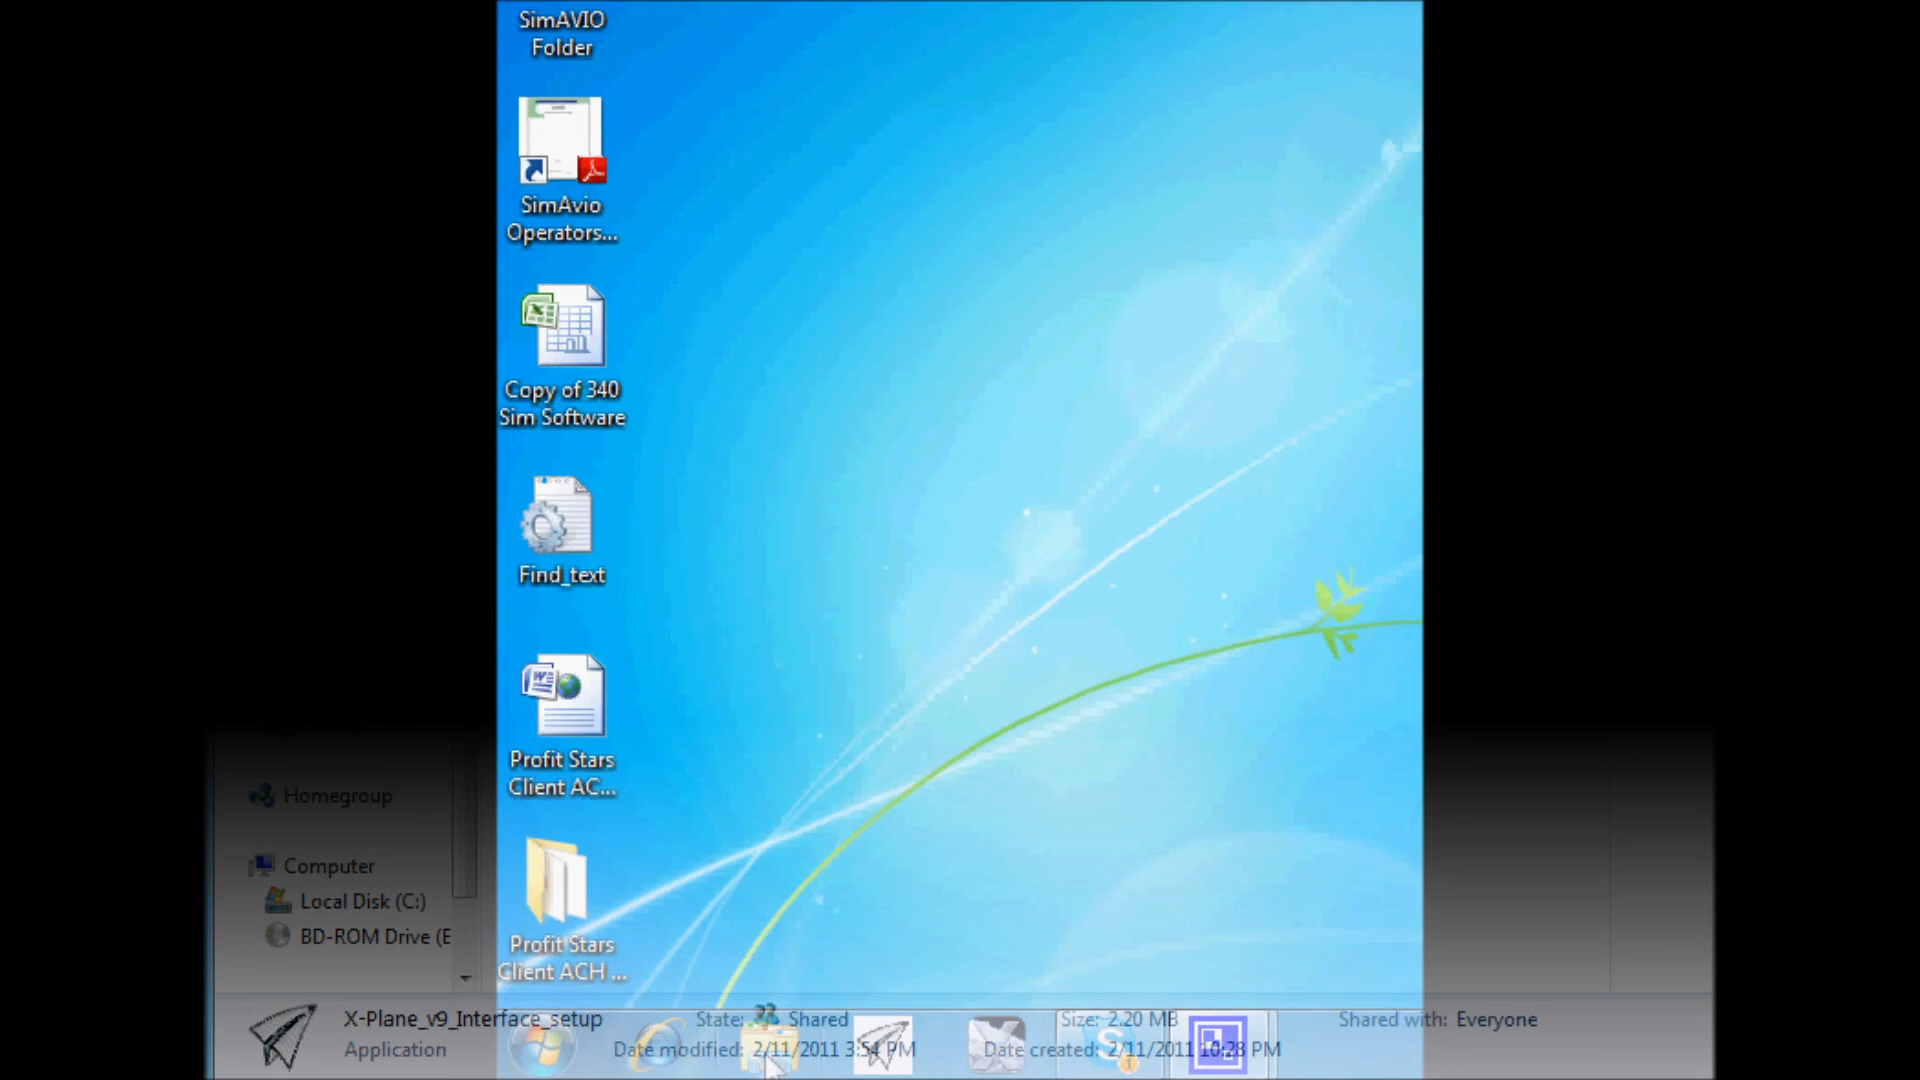 SimAVIO
Folder
SimAvio
Operators...
Copy of 340
Sim Software
Find_text
Profit Stars
Client AC...
Profit Stars
Client ACH ...
Homegroup
Computer
Local Disk (C:)
BD-ROM Drive (E
X-Plane_v9_Interface_setup
State: Shared
Size: 2.20 MB
Shared with: Everyone
Application
Date modified: 2/11/2011 3:54 PM
Date created: 2/11/2011 10:28 PM